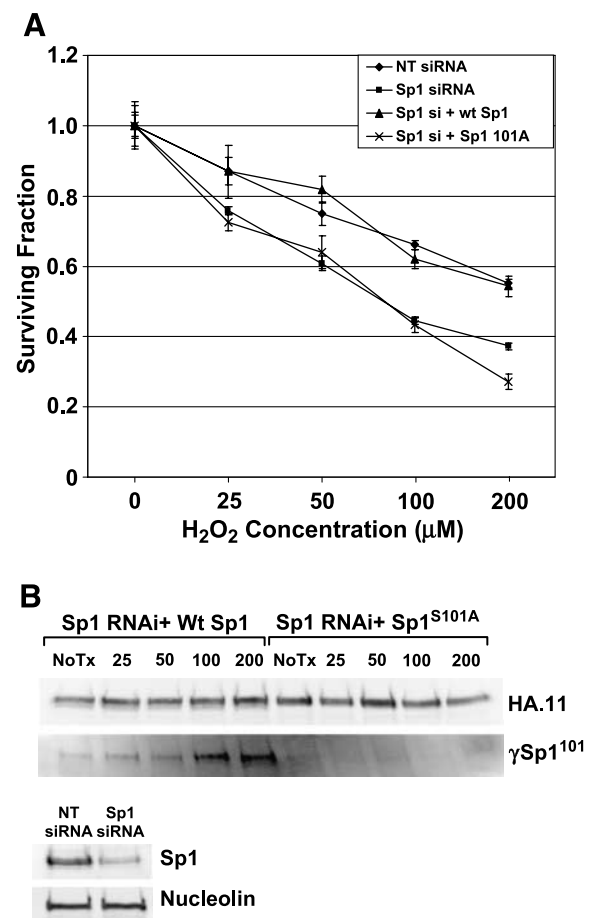 A
1.2
1.0
0.8
0.6
0.4
0.2
0
Surviving Fraction
NT siRNA
Sp1 siRNA
Sp1 si + wt Sp1
Sp1 si + Sp1 101A
0 25 50 100 200
H₂O₂ Concentration (μM)
B
Sp1 RNAi+ Wt Sp1 Sp1 RNAi+ Sp1ˢ¹⁰¹ᴬ
NoTx 25 50 100 200 NoTx 25 50 100 200
HA.11
γSp1¹⁰¹
NT Sp1
siRNA siRNA
Sp1
Nucleolin